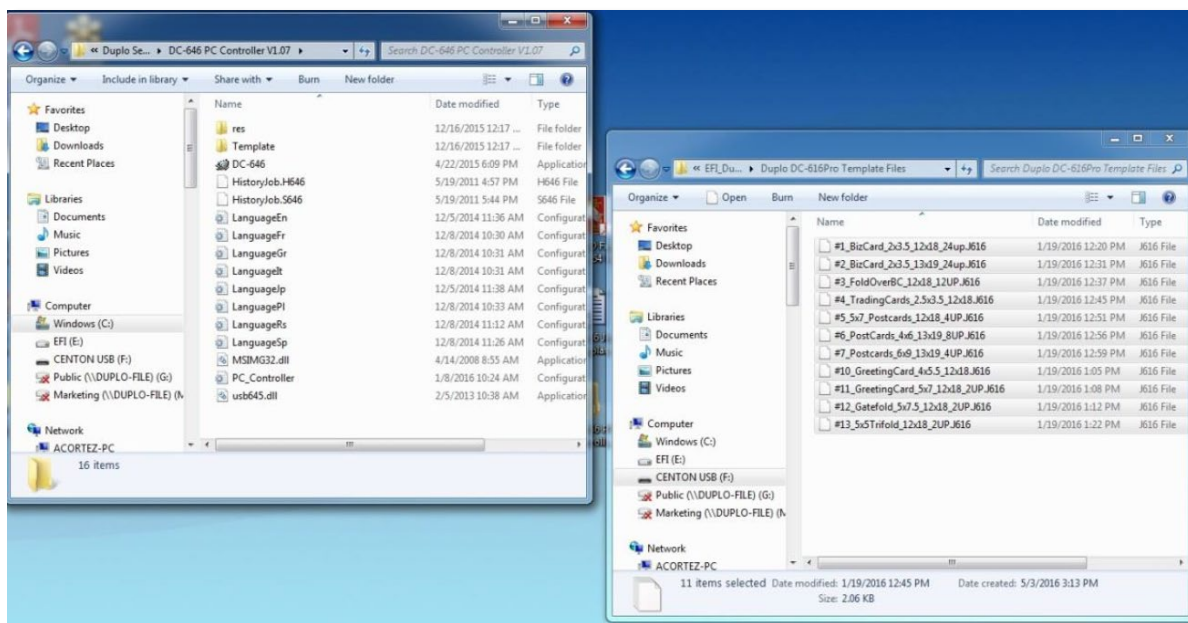 « Duplo Se... ▸ DC-646 PC Controller V1.07 ▸
Search DC-646 PC Controller V1.07
Organize Include in library Share with Burn New folder
Name Date modified Type
Favorites
Desktop
Downloads
Recent Places
Libraries
Documents
Music
Pictures
Videos
Computer
Windows (C:)
EFI (E:)
CENTON USB (F:)
Public (\\DUPLO-FILE) (G:)
Marketing (\\DUPLO-FILE) (M
Network
ACORTEZ-PC
res 12/16/2015 12:17 ... File folder
Template 12/16/2015 12:17 ... File folder
DC-646 4/22/2015 6:09 PM Application
HistoryJob.H646 5/19/2011 4:57 PM H646 File
HistoryJob.S646 5/19/2011 5:44 PM S646 File
LanguageEn 12/5/2014 11:36 AM Configurat
LanguageFr 12/8/2014 10:30 AM Configurat
LanguageGr 12/8/2014 10:31 AM Configurat
LanguageIt 12/8/2014 10:31 AM Configurat
LanguageJp 12/5/2014 11:38 AM Configurat
LanguagePl 12/8/2014 10:33 AM Configurat
LanguageRs 12/8/2014 11:12 AM Configurat
LanguageSp 12/8/2014 11:26 AM Configurat
MSIMG32.dll 4/14/2008 8:55 AM Application
PC_Controller 1/8/2016 10:24 AM Configurat
usb645.dll 2/5/2013 10:38 AM Application
16 items
« EFI_Du... ▸ Duplo DC-616Pro Template Files
Search Duplo DC-616Pro Template Files
Organize Open Burn New folder
Name Date modified Type
Favorites
Desktop
Downloads
Recent Places
Libraries
Documents
Music
Pictures
Videos
Computer
Windows (C:)
EFI (E:)
CENTON USB (F:)
Public (\\DUPLO-FILE) (G:)
Marketing (\\DUPLO-FILE) (M
Network
ACORTEZ-PC
#1_BizCard_2x3.5_12x18_24up.J616 1/19/2016 12:20 PM J616 File
#2_BizCard_2x3.5_13x19_24up.J616 1/19/2016 12:31 PM J616 File
#3_FoldOverBC_12x18_12UP.J616 1/19/2016 12:37 PM J616 File
#4_TradingCards_2.5x3.5_12x18.J616 1/19/2016 12:45 PM J616 File
#5_5x7_Postcards_12x18_4UP.J616 1/19/2016 12:51 PM J616 File
#6_PostCards_4x6_13x19_8UP.J616 1/19/2016 12:56 PM J616 File
#7_Postcards_6x9_13x19_4UP.J616 1/19/2016 12:59 PM J616 File
#10_GreetingCard_4x5.5_12x18.J616 1/19/2016 1:05 PM J616 File
#11_GreetingCard_5x7_12x18_2UP.J616 1/19/2016 1:08 PM J616 File
#12_Gatefold_5x7.5_12x18_2UP.J616 1/19/2016 1:12 PM J616 File
#13_5x5Trifold_12x18_2UP.J616 1/19/2016 1:22 PM J616 File
11 items selected Date modified: 1/19/2016 12:45 PM Date created: 5/3/2016 3:13 PM
Size: 2.06 KB